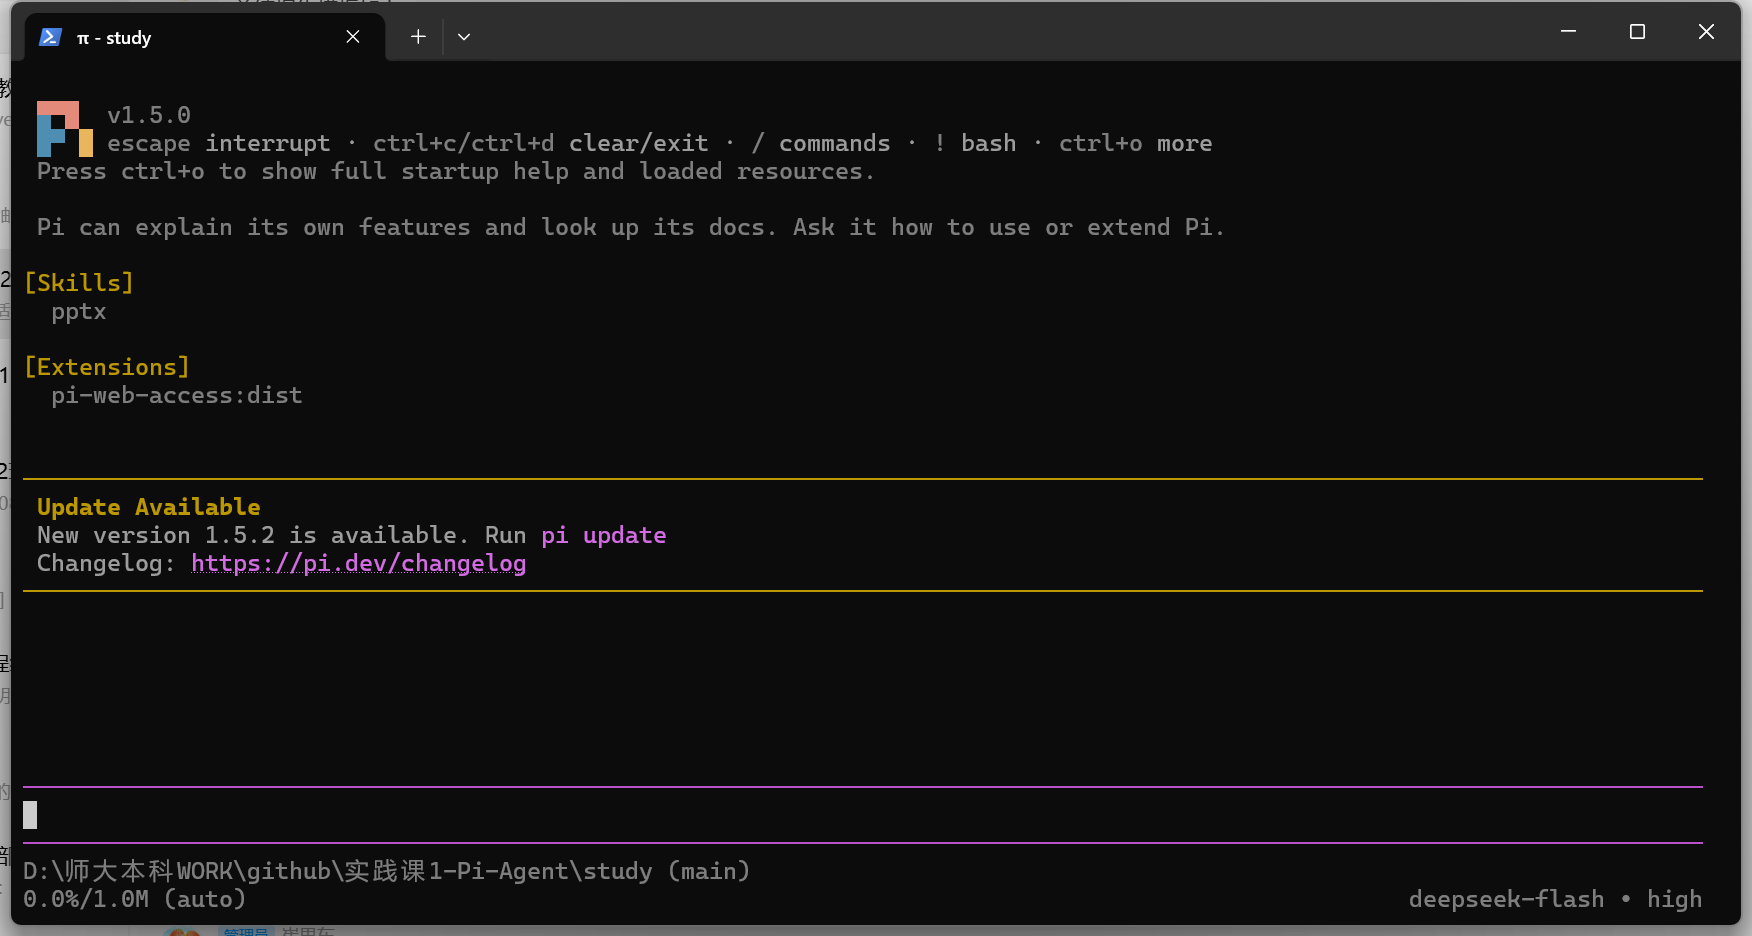 π - study
v1.5.0
escape interrupt · ctrl+c/ctrl+d clear/exit · / commands · ! bash · ctrl+o more
Press ctrl+o to show full startup help and loaded resources.
Pi can explain its own features and look up its docs. Ask it how to use or extend Pi.
[Skills]
pptx
[Extensions]
pi-web-access:dist
Update Available
New version 1.5.2 is available. Run pi update
Changelog: https://pi.dev/changelog
D:\师大本科WORK\github\实践课1-Pi-Agent\study (main)
0.0%/1.0M (auto)
deepseek-flash • high
管理员